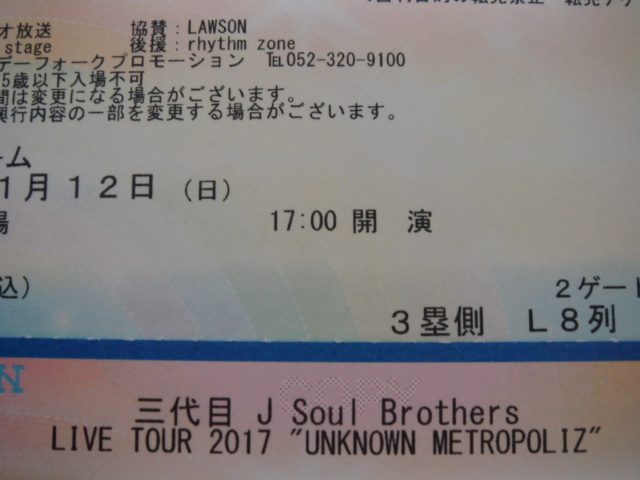 オ放送 協賛：LAWSON
stage 後援：rhythm zone
デーフォークプロモーション ℡052-320-9100
5歳以下入場不可
間は変更になる場合がございます。
興行内容の一部を変更する場合がございます。
ーム
1月12日（日）
場 17:00 開 演
込） 2ゲート
3塁側 L8列
N
COPY
三代目 J Soul Brothers
LIVE TOUR 2017 "UNKNOWN METROPOLIZ"